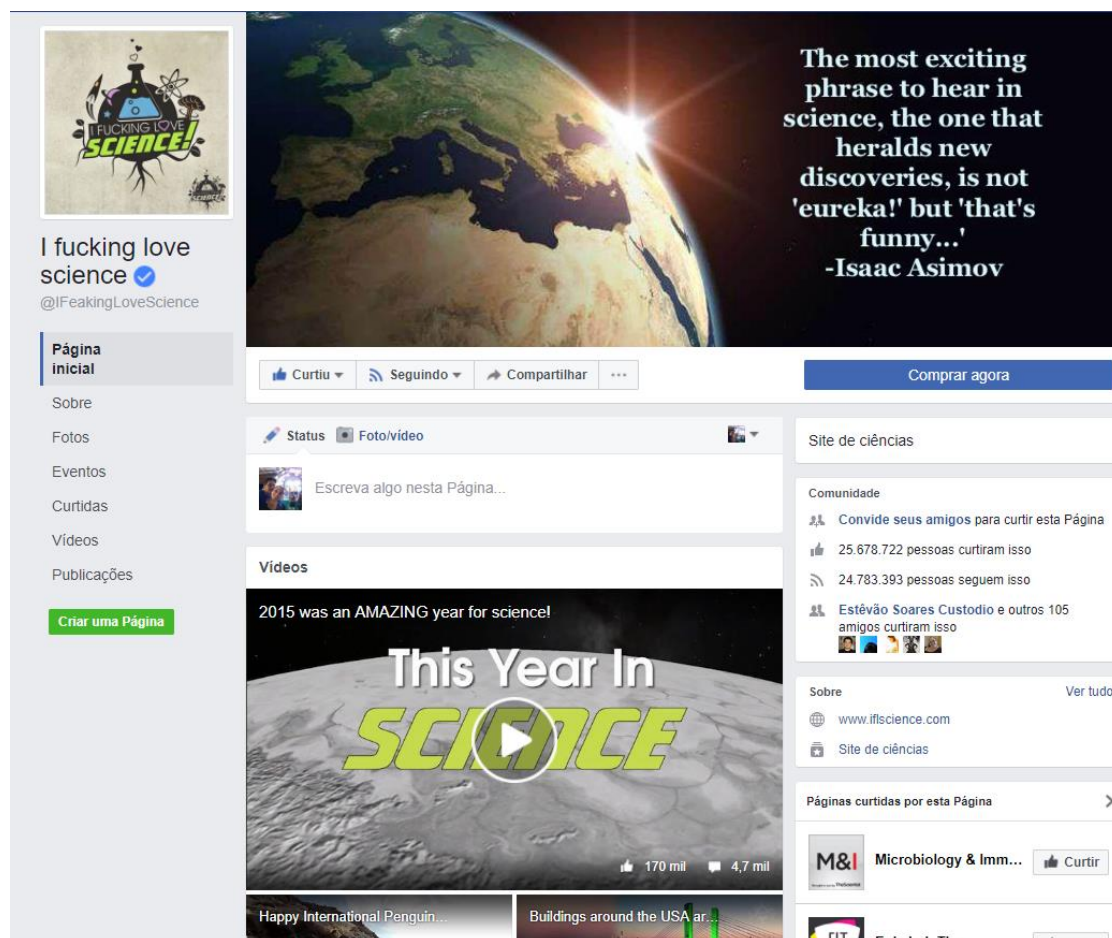 I FUCKING LOVE
SCIENCE!
I fucking love
science
@IFeakingLoveScience
Página
inicial
Sobre
Fotos
Eventos
Curtidas
Vídeos
Publicações
Criar uma Página
The most exciting
phrase to hear in
science, the one that
heralds new
discoveries, is not
'eureka!' but 'that's
funny...'
-Isaac Asimov
Curtiu
Seguindo
Compartilhar
...
Comprar agora
Status
Foto/vídeo
Escreva algo nesta Página...
Vídeos
2015 was an AMAZING year for science!
This Year In
SCIENCE
170 mil
4,7 mil
Happy International Penguin...
Buildings around the USA ar...
Site de ciências
Comunidade
Convide seus amigos para curtir esta Página
25.678.722 pessoas curtiram isso
24.783.393 pessoas seguem isso
Estêvão Soares Custodio e outros 105
amigos curtiram isso
Sobre
Ver tudo
www.iflscience.com
Site de ciências
Páginas curtidas por esta Página
M&I
Microbiology & Imm...
Curtir